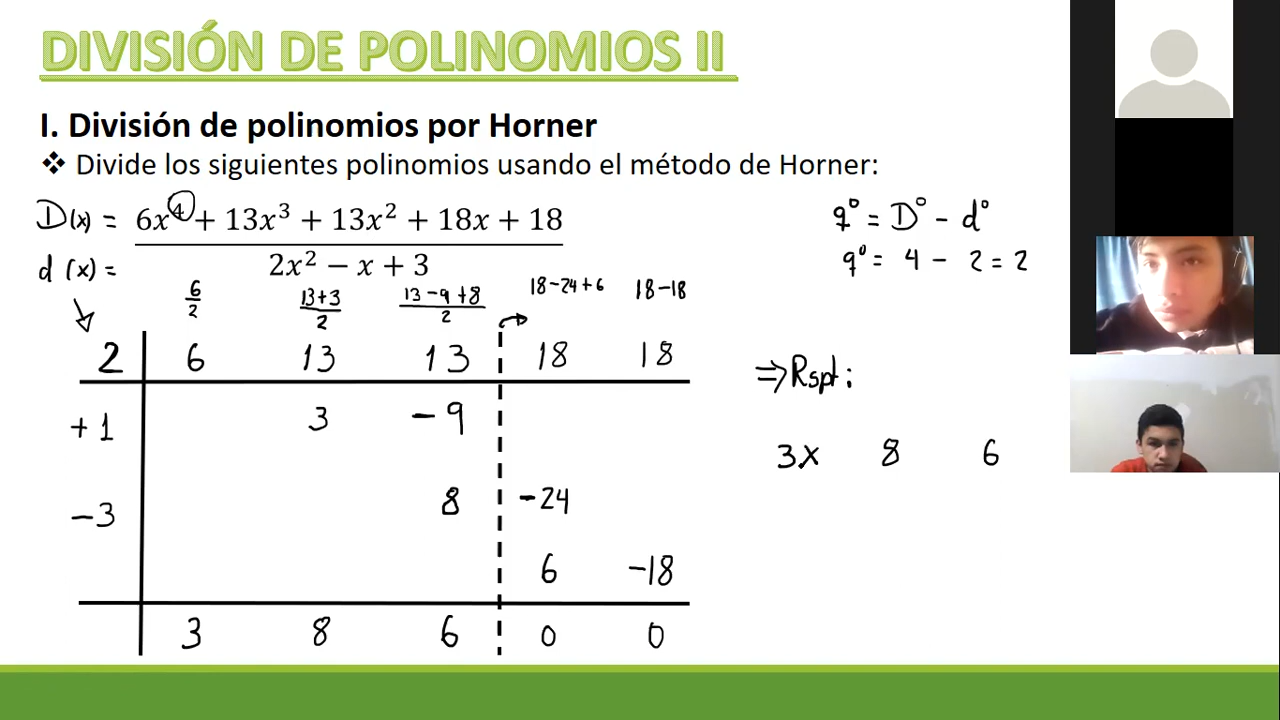 DIVISIÓN DE POLINOMIOS II
I. División de polinomios por Horner
❖ Divide los siguientes polinomios usando el método de Horner:
D(x) = 6x⁴ + 13x³ + 13x² + 18x + 18
d(x) = 2x² − x + 3
q° = D° − d°
q° = 4 − 2 = 2
6/2 (13+3)/2 (13−9+8)/2 18−24+6 18−18
2 6 13 13 18 18
+1 3 −9
−3 8 −24
6 −18
3 8 6 0 0
⇒ Rspt:
3x 8 6